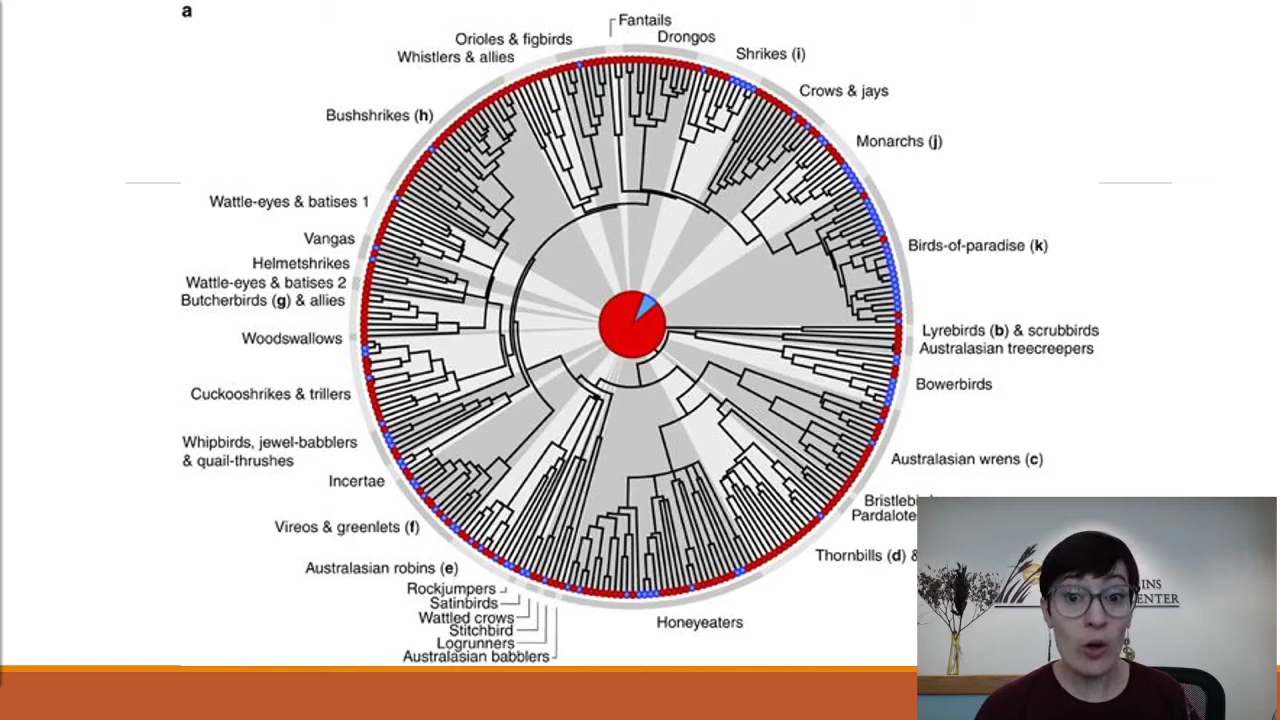 a
Fantails
Orioles & figbirds
Drongos
Whistlers & allies
Shrikes (i)
Crows & jays
Bushshrikes (h)
Monarchs (j)
Wattle-eyes & batises 1
Vangas
Birds-of-paradise (k)
Helmetshrikes
Wattle-eyes & batises 2
Butcherbirds (g) & allies
Woodswallows
Lyrebirds (b) & scrubbirds
Australasian treecreepers
Bowerbirds
Cuckooshrikes & trillers
Whipbirds, jewel-babblers
& quail-thrushes
Australasian wrens (c)
Incertae
Vireos & greenlets (f)
Thornbills (d) &
Australasian robins (e)
Rockjumpers
Satinbirds
Wattled crows
Stitchbird
Logrunners
Australasian babblers
Honeyeaters
ENTER